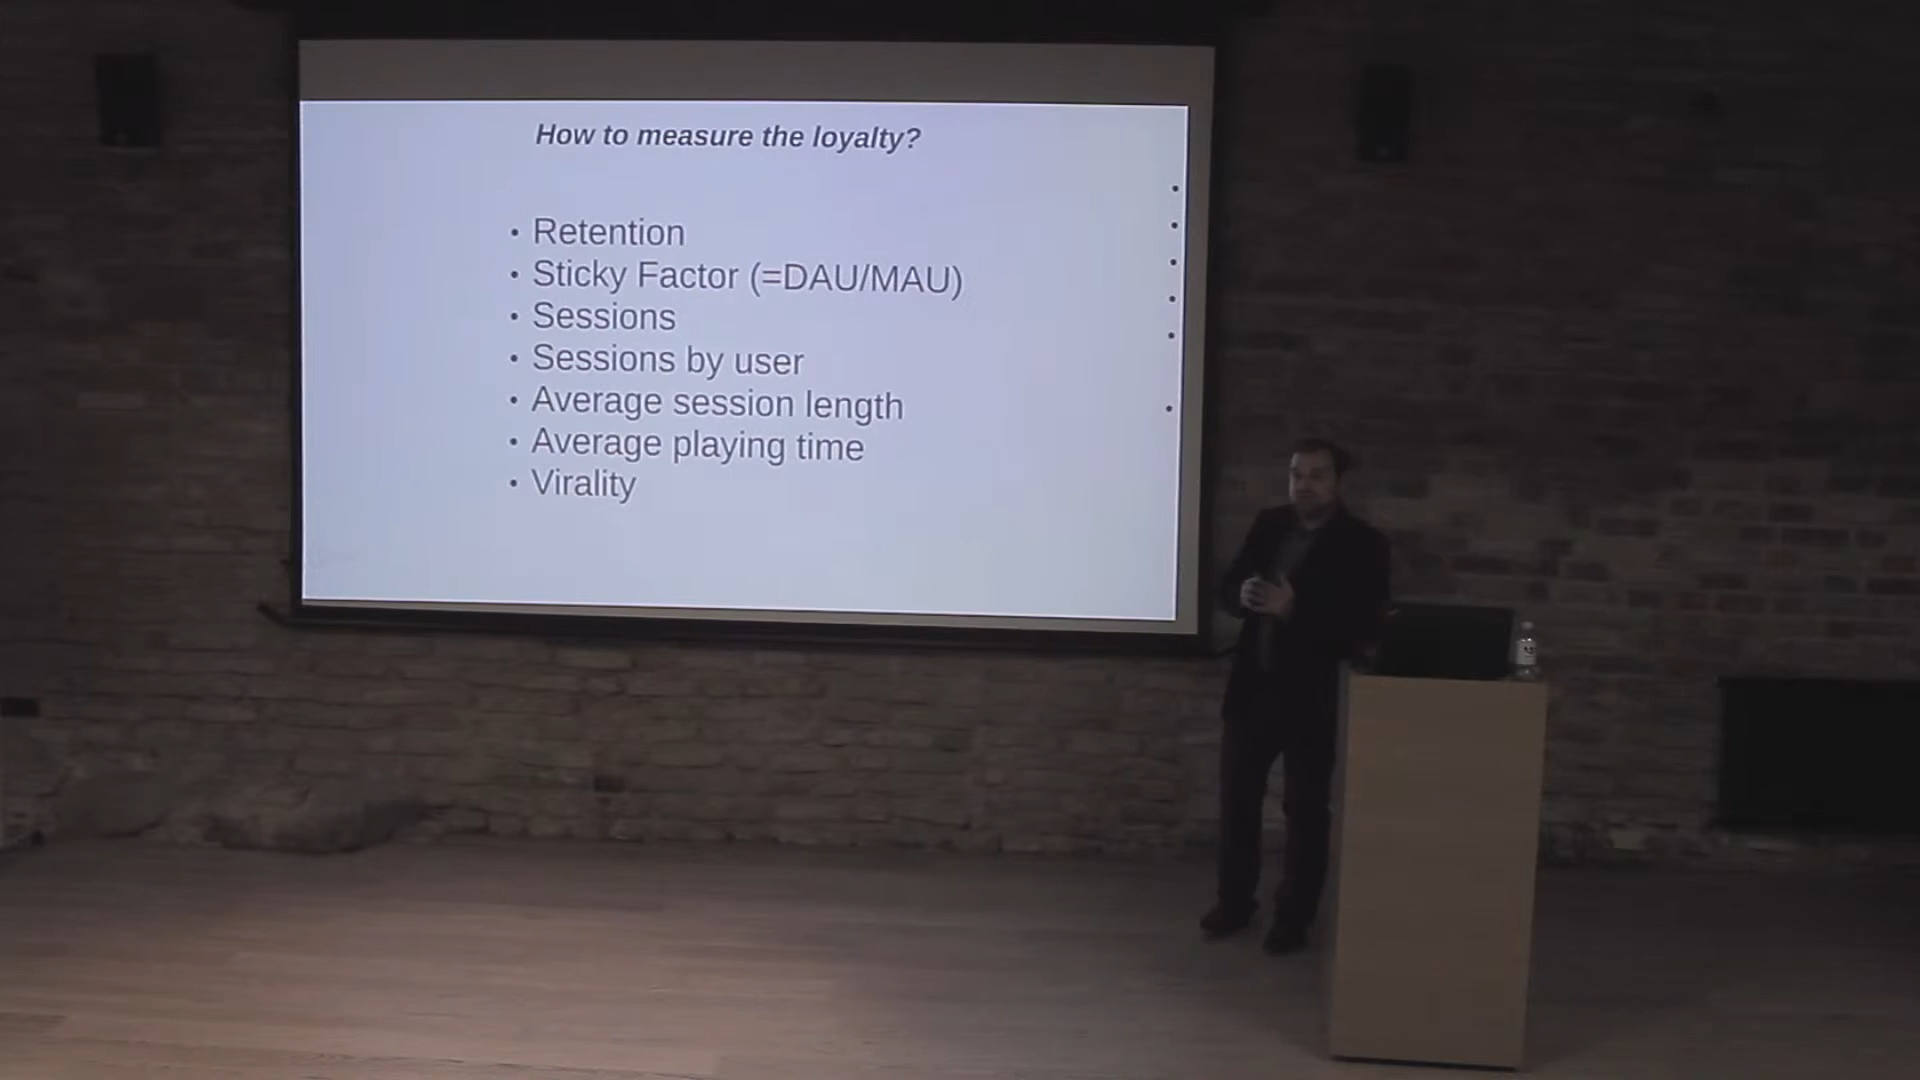 How to measure the loyalty?
• Retention
• Sticky Factor (=DAU/MAU)
• Sessions
• Sessions by user
• Average session length
• Average playing time
• Virality